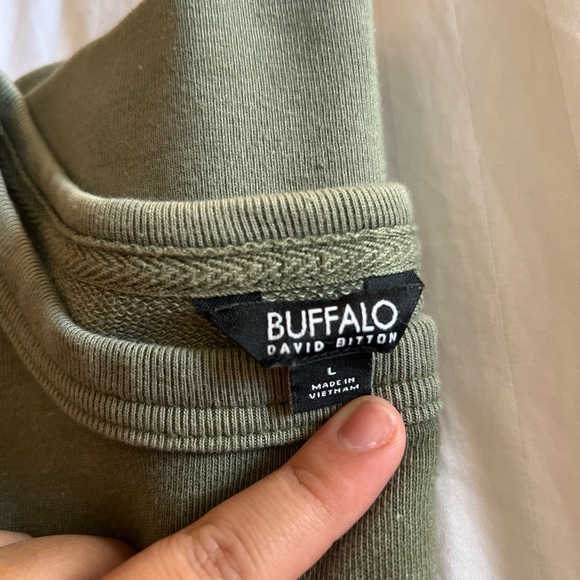 BUFFALO
DAVID BITTON
L
MADE IN
VIETNAM